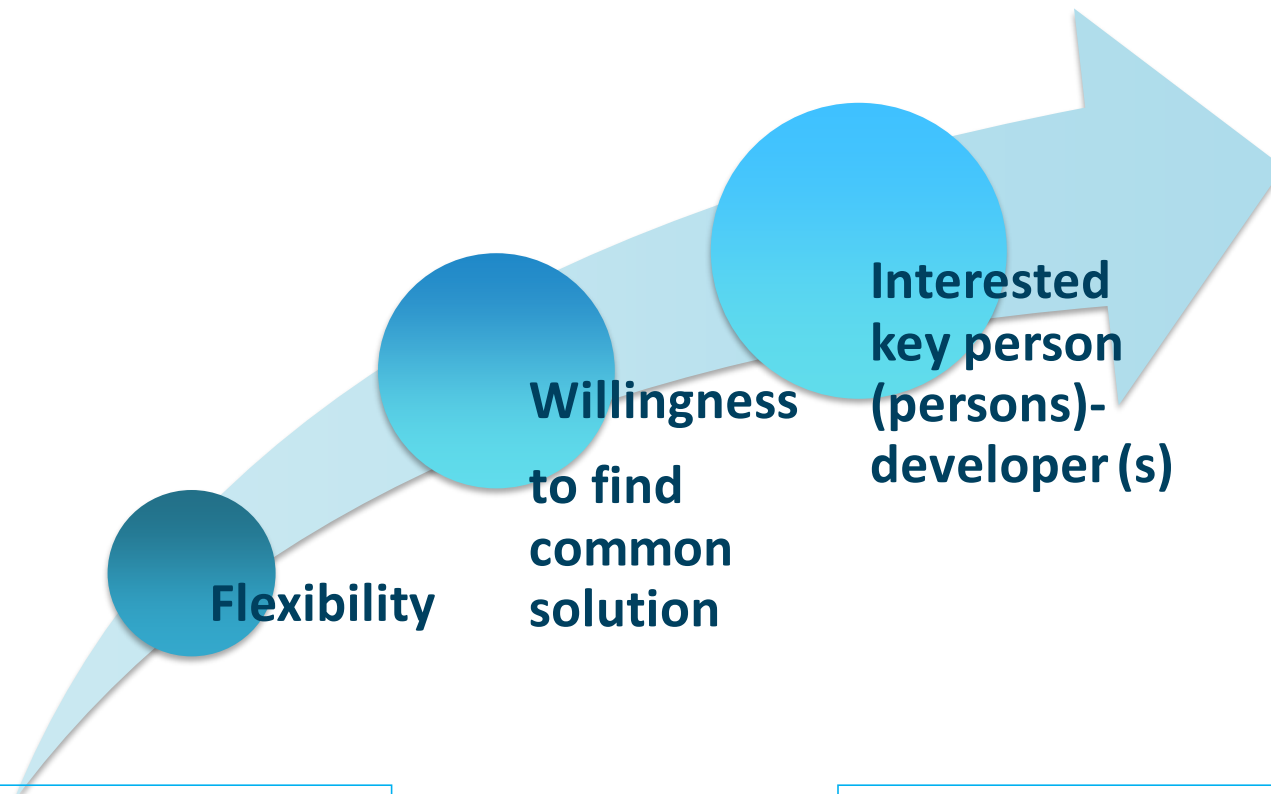 Flexibility
Willingness
to find
common
solution
Interested
key person
(persons)-
developer (s)